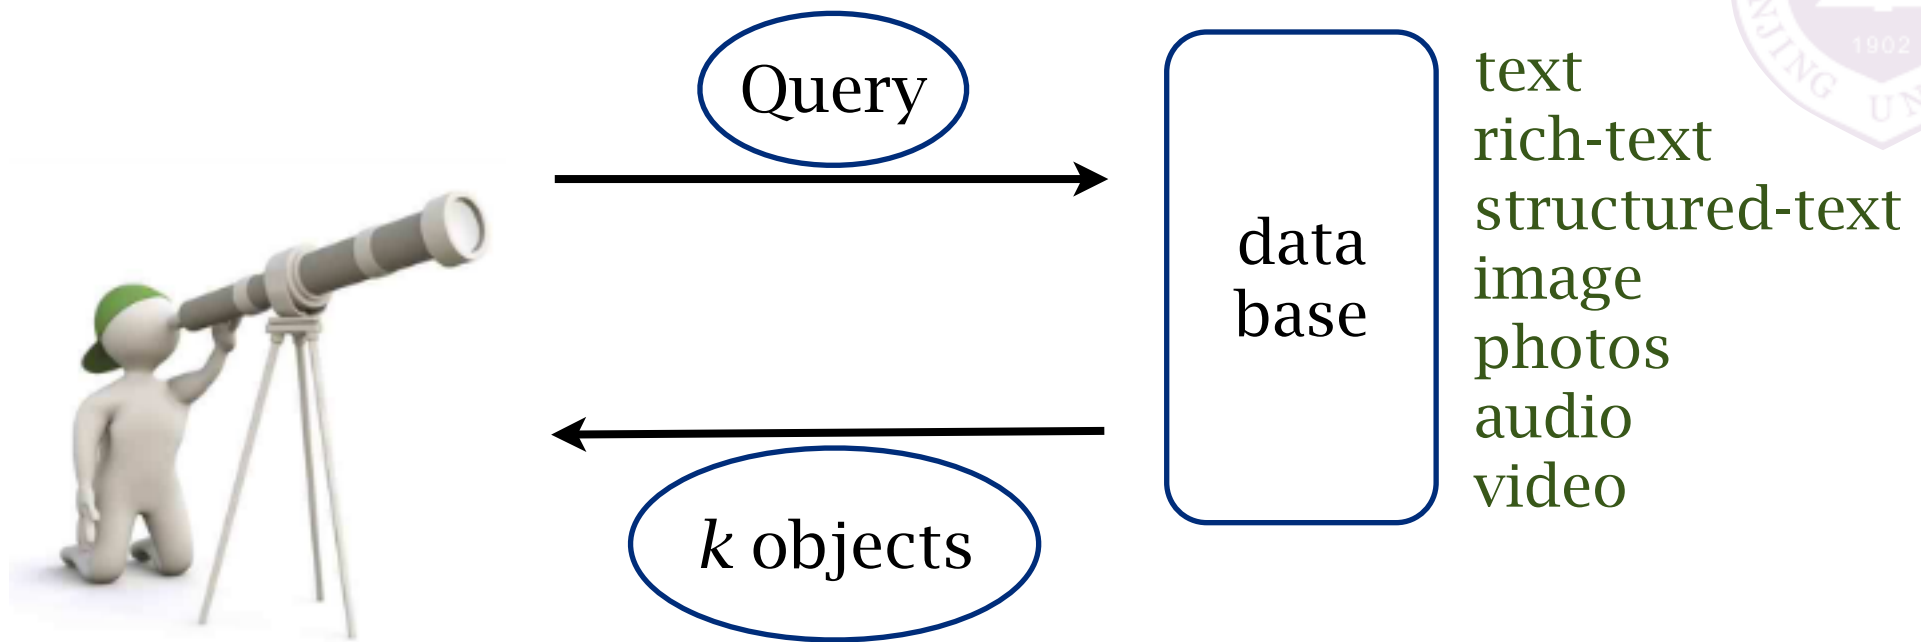 Query
data
base
k objects
text
rich-text
structured-text
image
photos
audio
video
1902